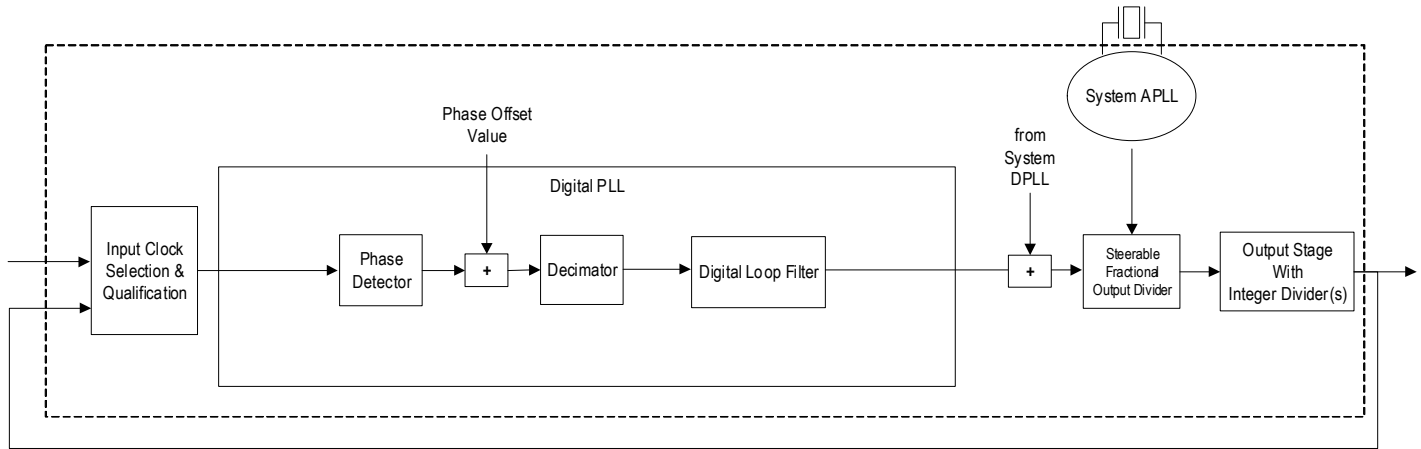 System APLL
Phase Offset
Value
from
System
DPLL
Digital PLL
Input Clock
Selection &
Qualification
Phase
Detector
+
Decimator
Digital Loop Filter
+
Steerable
Fractional
Output Divider
Output Stage
With
Integer Divider(s)